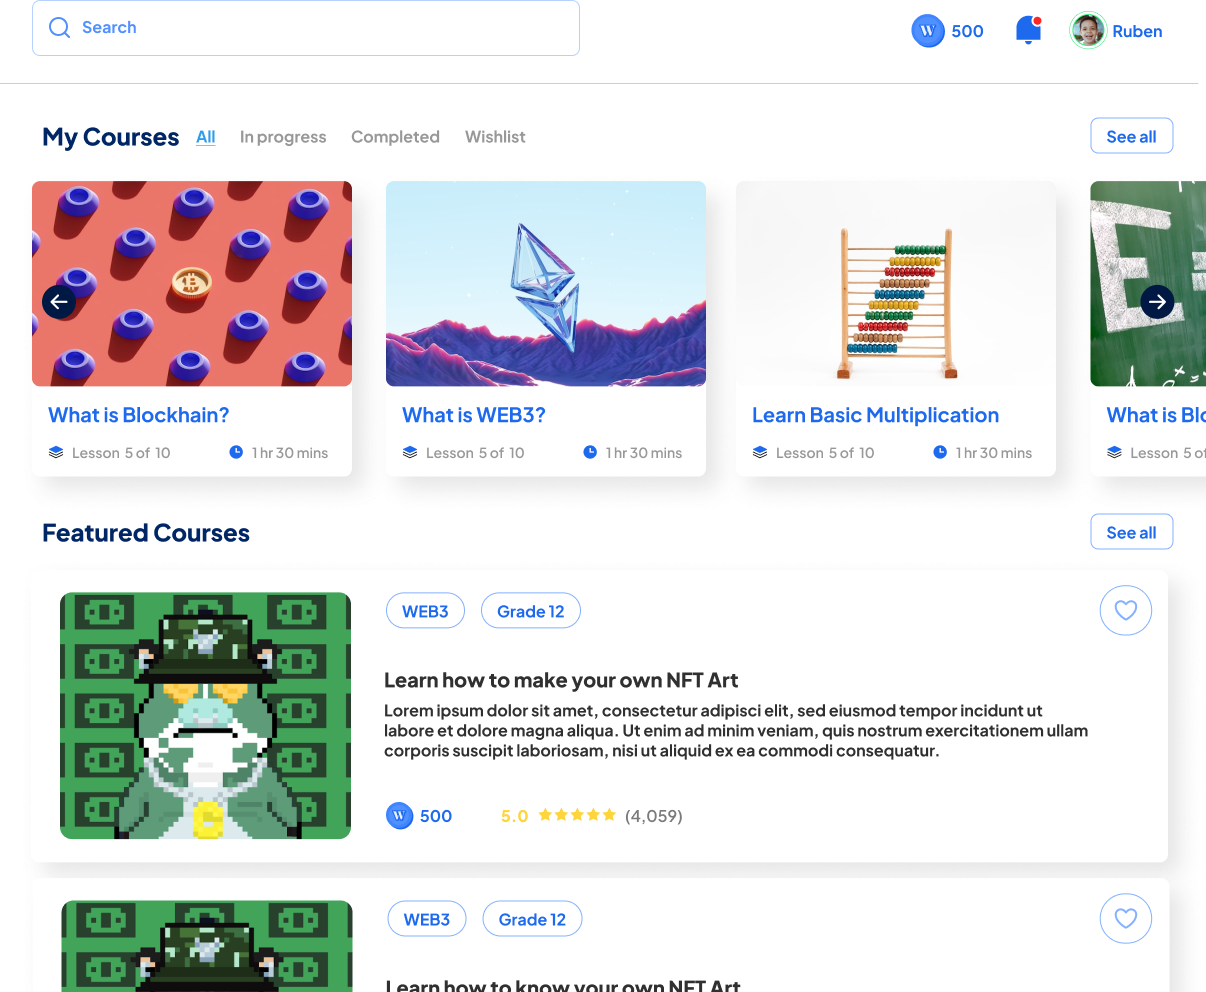 Search
W 500
Ruben
My Courses
All In progress Completed Wishlist
See all
E =
What is Blockhain?
Lesson 5 of 10 1 hr 30 mins
What is WEB3?
Lesson 5 of 10 1 hr 30 mins
Learn Basic Multiplication
Lesson 5 of 10 1 hr 30 mins
What is
Lesson 5
Featured Courses
See all
WEB3 Grade 12
Learn how to make your own NFT Art
Lorem ipsum dolor sit amet, consectetur adipisci elit, sed eiusmod tempor incidunt ut
labore et dolore magna aliqua. Ut enim ad minim veniam, quis nostrum exercitationem ullam
corporis suscipit laboriosam, nisi ut aliquid ex ea commodi consequatur.
W 500 5.0 (4,059)
WEB3 Grade 12
Learn how to know your own NFT Art